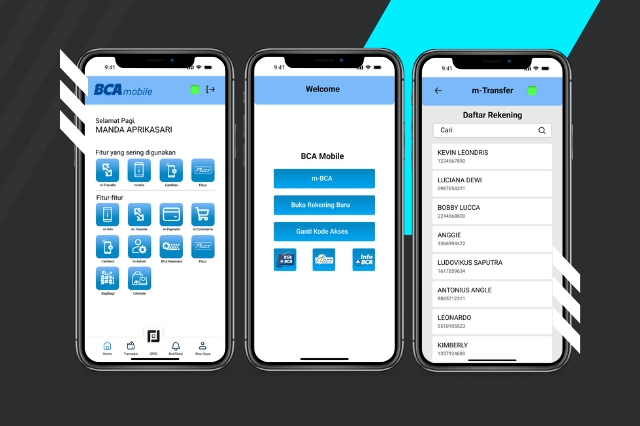 9:41
BCA mobile
Selamat Pagi,
MANDA APRIKASARI
Fitur yang sering digunakan
m-Transfer
m-Info
Cardless
Flazz
Fitur-fitur
m-Info
m-Transfer
m-Payment
m-Commerce
Cardless
m-Admin
BCA Keyboard
Flazz
BagiBagi
Lifestyle
Home
Transaksi
QRIS
Notifikasi
Akun Saya
9:41
Welcome
BCA Mobile
m-BCA
Buka Rekening Baru
Ganti Kode Akses
Info BCA
9:41
m-Transfer
Daftar Rekening
Cari
KEVIN LEONDRIS
1234567890
LUCIANA DEWI
0987654321
BOBBY LUCCA
2244668800
ANGGIE
3366994422
LUDOVIKUS SAPUTRA
1617059634
ANTONIUS ANGLE
9865712311
LEONARDO
5510105523
KIMBERLY
1357924680